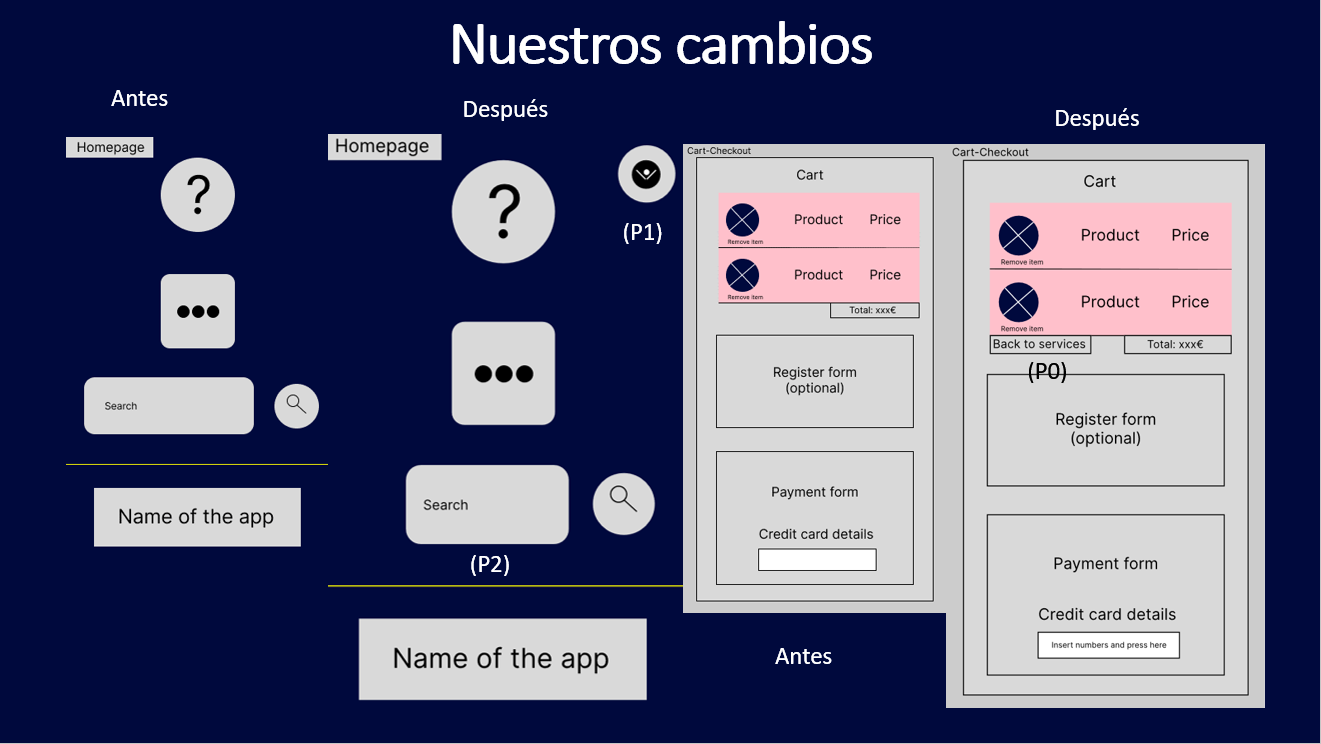 Nuestros cambios
Antes
Homepage
?
Search
Name of the app
Después
Homepage
?
(P1)
Search
(P2)
Name of the app
Cart-Checkout
Cart
Product Price
Remove item
Product Price
Remove item
Total: xxx€
Register form
(optional)
Payment form
Credit card details
Antes
Después
Cart-Checkout
Cart
Product Price
Remove item
Product Price
Remove item
Back to services Total: xxx€
(P0)
Register form
(optional)
Payment form
Credit card details
Insert numbers and press here